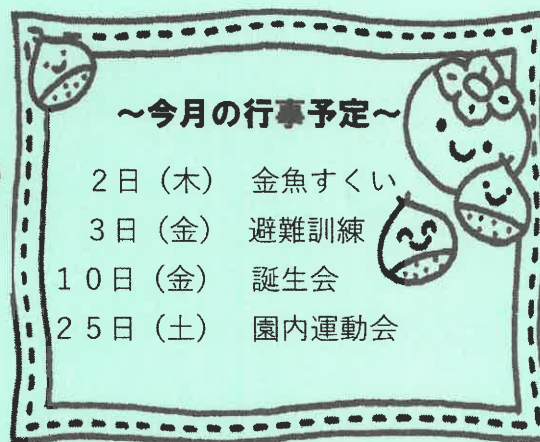 ～今月の行事予定～
２日（木）　金魚すくい
３日（金）　避難訓練
１０日（金）　誕生会
２５日（土）　園内運動会